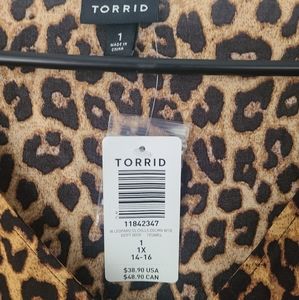 TORRID
1
MADE IN
CHINA
TORRID
11842347
1
1X
14-16
$38.90 USA
$48.90 CAN